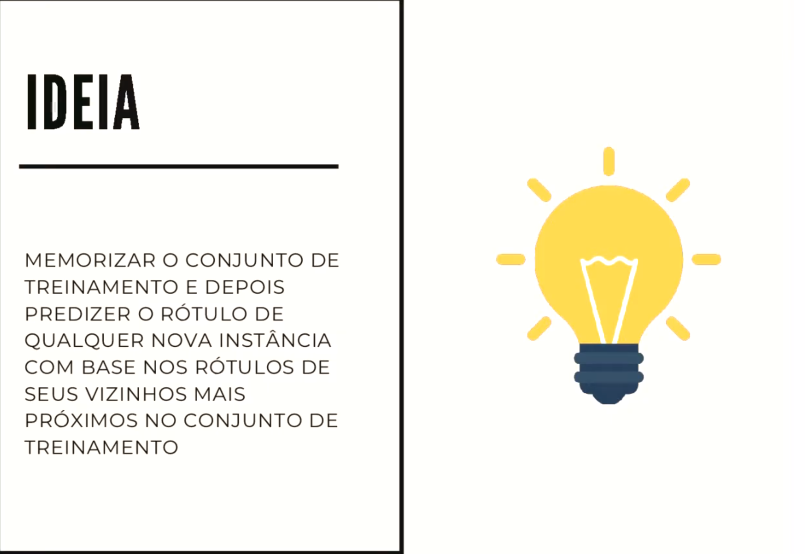 IDEIA
MEMORIZAR O CONJUNTO DE
TREINAMENTO E DEPOIS
PREDIZER O RÓTULO DE
QUALQUER NOVA INSTÂNCIA
COM BASE NOS RÓTULOS DE
SEUS VIZINHOS MAIS
PRÓXIMOS NO CONJUNTO DE
TREINAMENTO